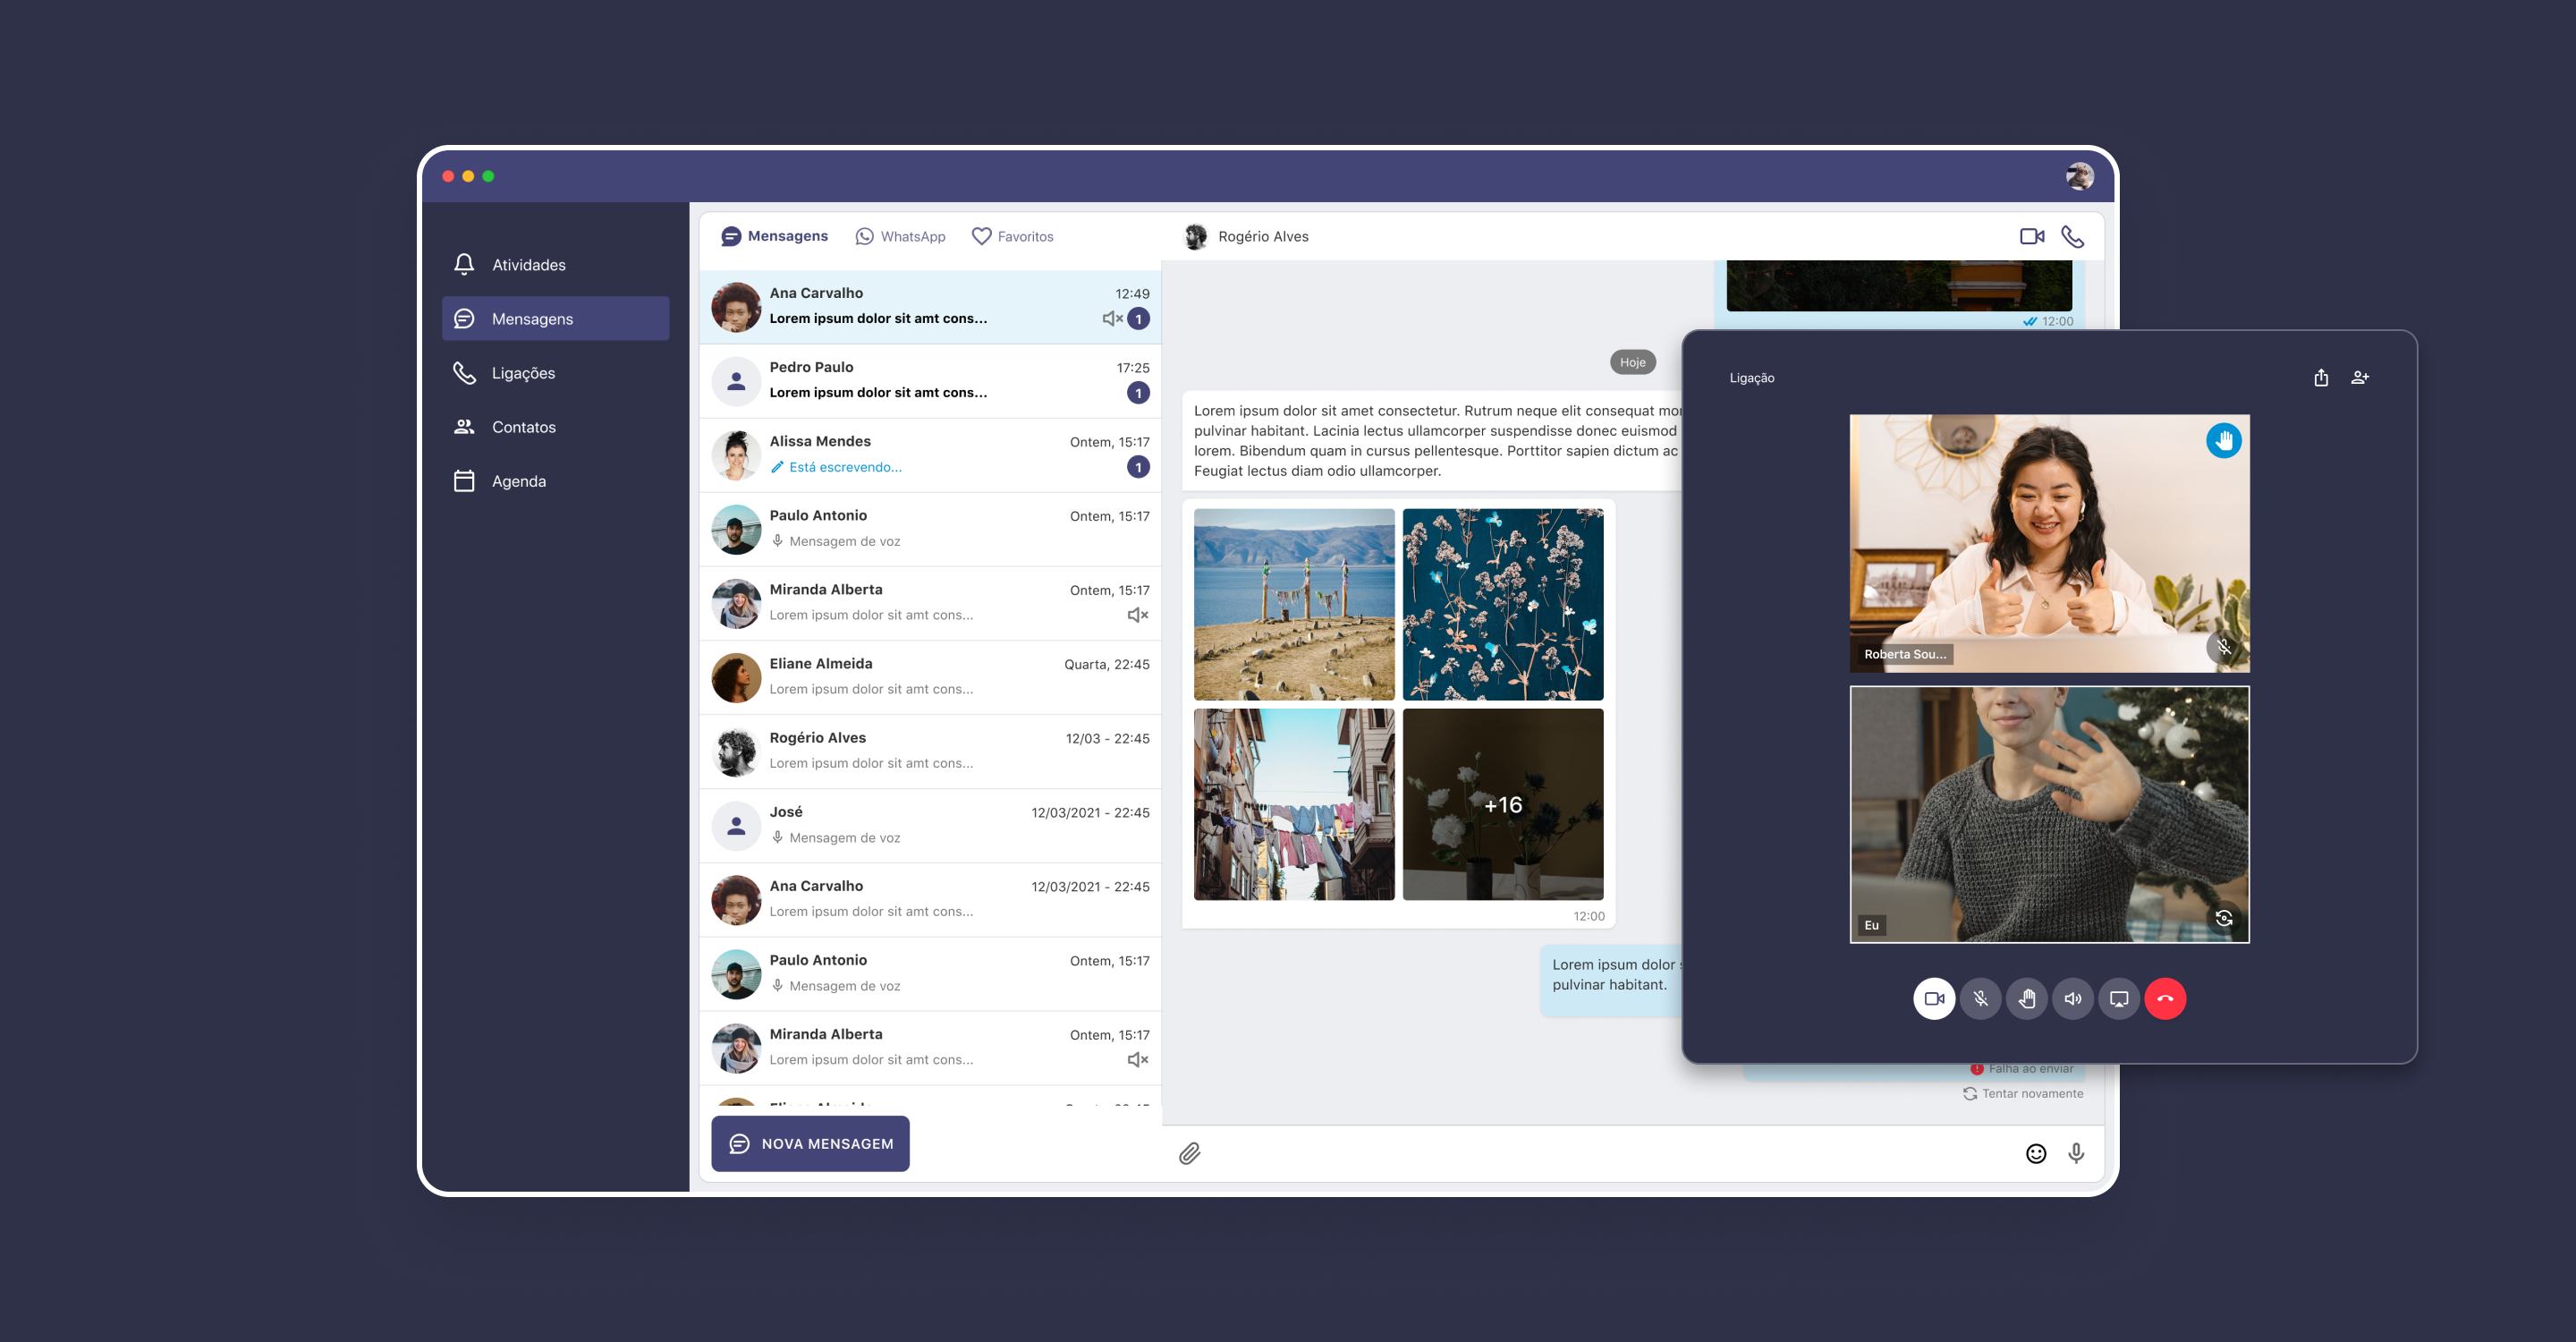 Atividades
Mensagens
Ligações
Contatos
Agenda
Mensagens
WhatsApp
Favoritos
Ana Carvalho
12:49
Lorem ipsum dolor sit amt cons...
1
Pedro Paulo
17:25
Lorem ipsum dolor sit amt cons...
1
Alissa Mendes
Ontem, 15:17
Está escrevendo...
1
Paulo Antonio
Ontem, 15:17
Mensagem de voz
Miranda Alberta
Ontem, 15:17
Lorem ipsum dolor sit amt cons...
Eliane Almeida
Quarta, 22:45
Lorem ipsum dolor sit amt cons...
Rogério Alves
12/03 - 22:45
Lorem ipsum dolor sit amt cons...
José
12/03/2021 - 22:45
Mensagem de voz
Ana Carvalho
12/03/2021 - 22:45
Lorem ipsum dolor sit amt cons...
Paulo Antonio
Ontem, 15:17
Mensagem de voz
Miranda Alberta
Ontem, 15:17
Lorem ipsum dolor sit amt cons...
NOVA MENSAGEM
Rogério Alves
12:00
Hoje
Lorem ipsum dolor sit amet consectetur. Rutrum neque elit consequat
pulvinar habitant. Lacinia lectus ullamcorper suspendisse donec euismod
lorem. Bibendum quam in cursus pellentesque. Porttitor sapien dictum ac
Feugiat lectus diam odio ullamcorper.
+16
12:00
Lorem ipsum dolor
pulvinar habitant.
Falha ao enviar
Tentar novamente
Ligação
Roberta Sou...
Eu